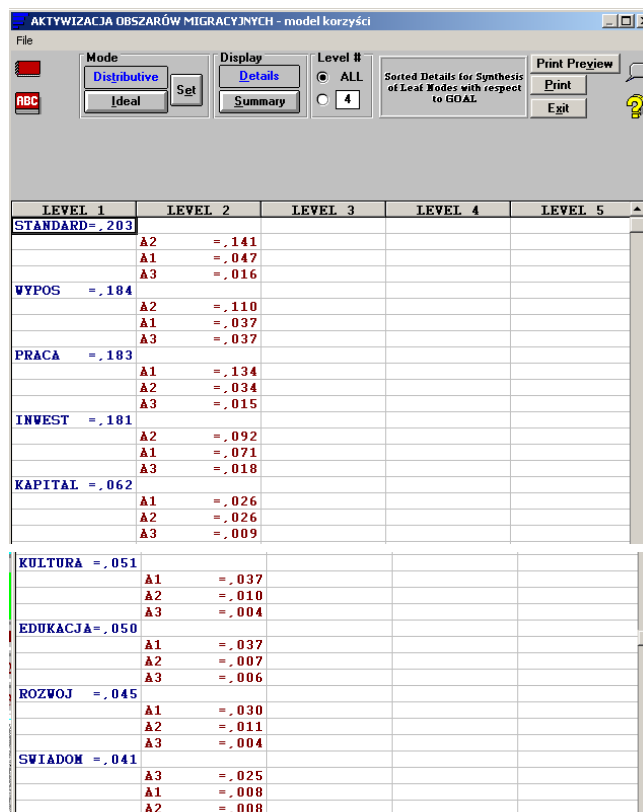 AKTYWIZACJA OBSZARÓW MIGRACYJNYCH - model korzyści
File
Mode
Distributive
Ideal
Set
Display
Details
Summary
Level #
ALL
4
Sorted Details for Synthesis
of Leaf Nodes with respect
to GOAL
Print Preview
Print
Exit
ABC
LEVEL 1 LEVEL 2 LEVEL 3 LEVEL 4 LEVEL 5
STANDARD=,203
A2 =,141
A1 =,047
A3 =,016
WYPOS =,184
A2 =,110
A1 =,037
A3 =,037
PRACA =,183
A1 =,134
A2 =,034
A3 =,015
INWEST =,181
A2 =,092
A1 =,071
A3 =,018
KAPITAL =,062
A1 =,026
A2 =,026
A3 =,009
KULTURA =,051
A1 =,037
A2 =,010
A3 =,004
EDUKACJA=,050
A1 =,037
A2 =,007
A3 =,006
ROZWOJ =,045
A1 =,030
A2 =,011
A3 =,004
SWIADOM =,041
A3 =,025
A1 =,008
A2 =,008